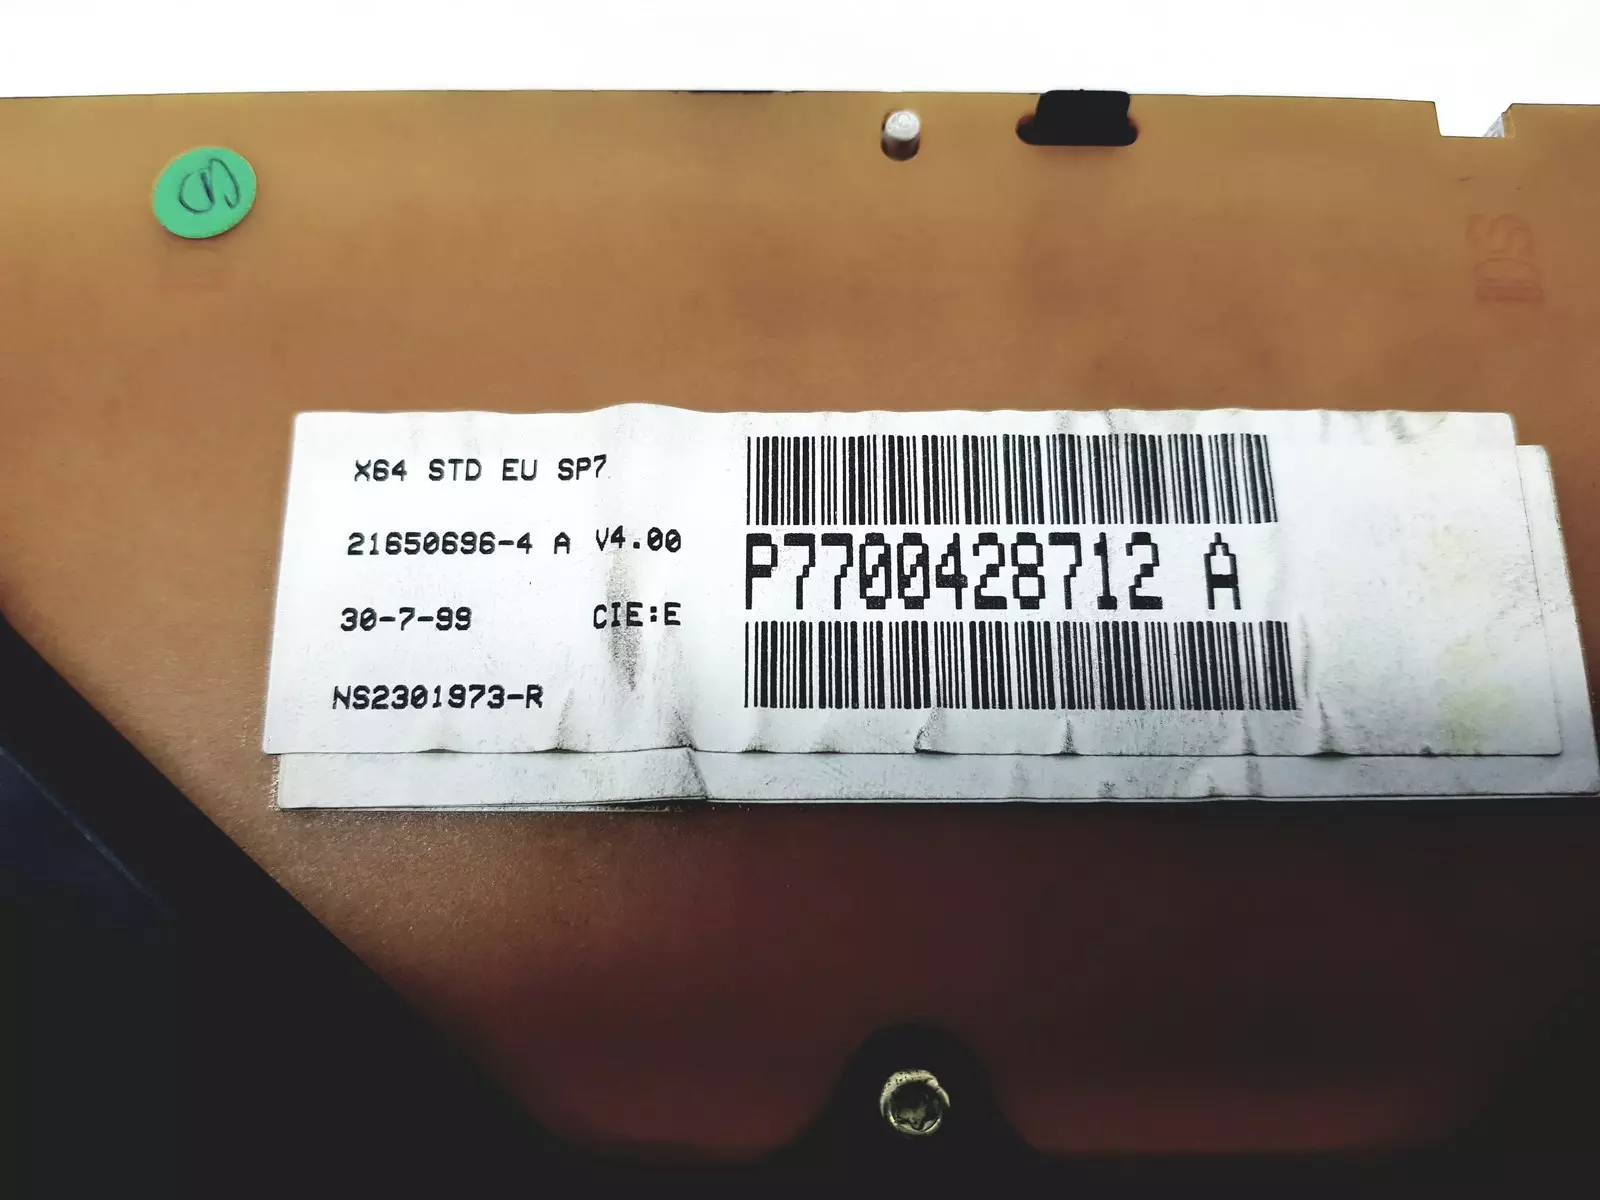 X64 STD EU SP7
21650696-4 A V4.00
30-7-99 CIE:E
NS2301973-R
P7700428712 A